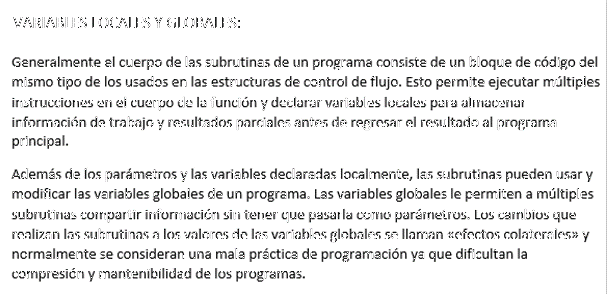 VARIABLES LOCALES Y GLOBALES:
Generalmente el cuerpo de las subrutinas de un programa consiste de un bloque de código del
mismo tipo de los usados en las estructuras de control de flujo. Esto permite ejecutar múltiples
instrucciones en el cuerpo de la función y declarar variables locales para almacenar
información de trabajo y resultados parciales antes de regresar el resultado al programa
principal.
Además de los parámetros y las variables declaradas localmente, las subrutinas pueden usar y
modificar las variables globales de un programa. Las variables globales le permiten a múltiples
subrutinas compartir información sin tener que pasarla como parámetros. Los cambios que
realizan las subrutinas a los valores de las variables globales se llaman «efectos colaterales» y
normalmente se consideran una mala práctica de programación ya que dificultan la
compresión y mantenibilidad de los programas.